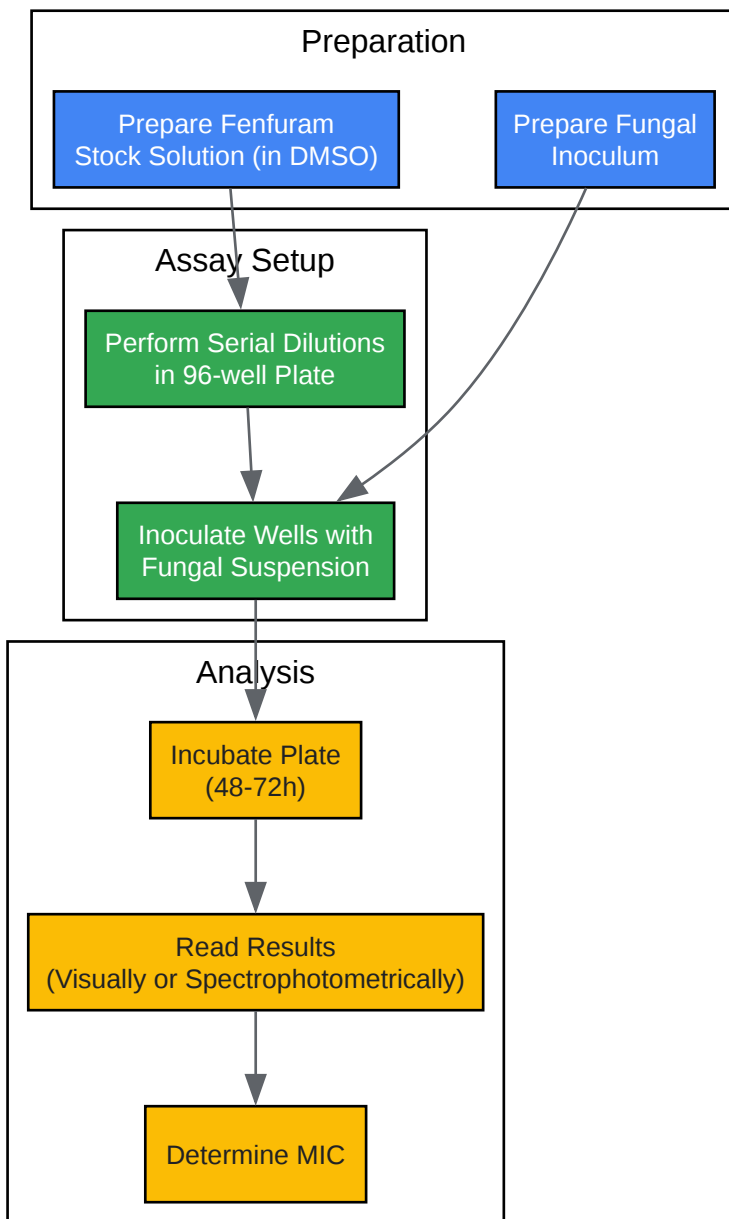 Preparation
Prepare Fenfuram
Stock Solution (in DMSO)
Prepare Fungal
Inoculum
Assay Setup
Perform Serial Dilutions
in 96-well Plate
Inoculate Wells with
Fungal Suspension
Analysis
Incubate Plate
(48-72h)
Read Results
(Visually or Spectrophotometrically)
Determine MIC